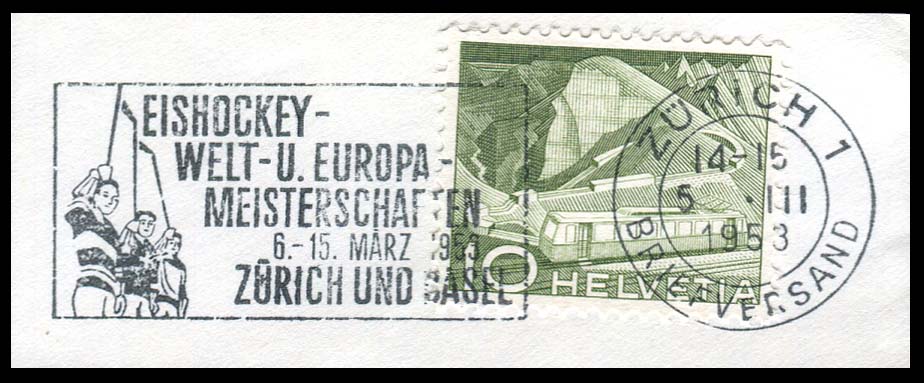 EISHOCKEY-
WELT-U. EUROPA-
MEISTERSCHAFTEN
6.-15. MÄRZ 1953
ZÜRICH UND BASEL
10 HELVETIA
ZÜRICH 1
14-15
5 · III
1953
BRIEFVERSAND